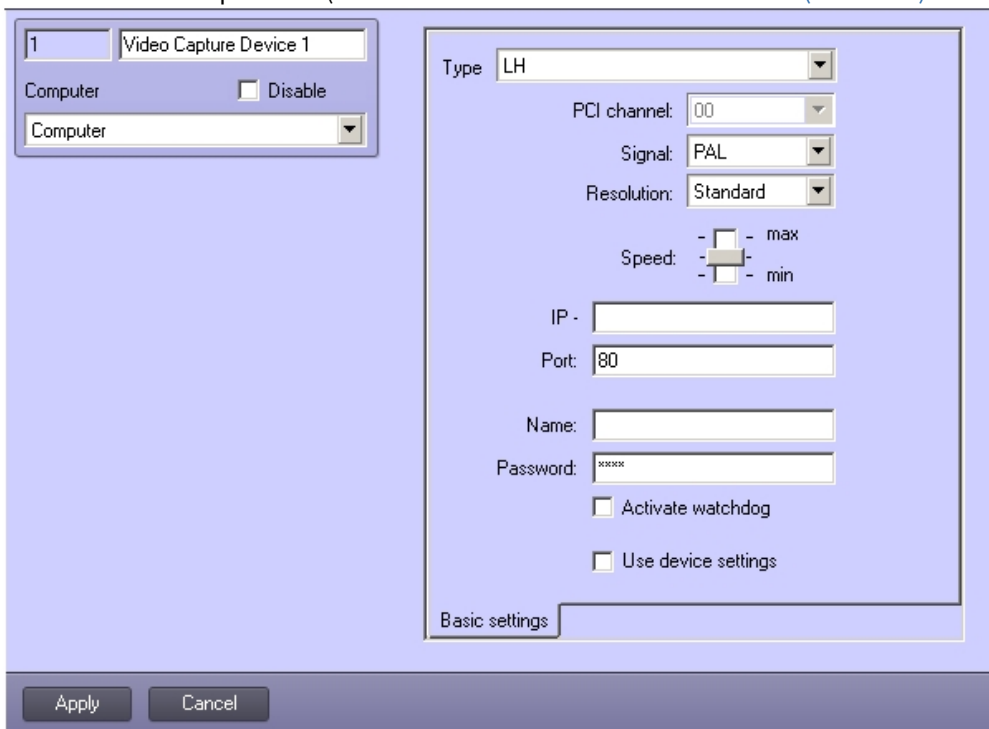 1 Video Capture Device 1
Computer Disable
Computer
Type LH
PCI channel: 00
Signal: PAL
Resolution: Standard
max
Speed:
min
IP -
Port: 80
Name:
Password: ****
Activate watchdog
Use device settings
Basic settings
Apply Cancel